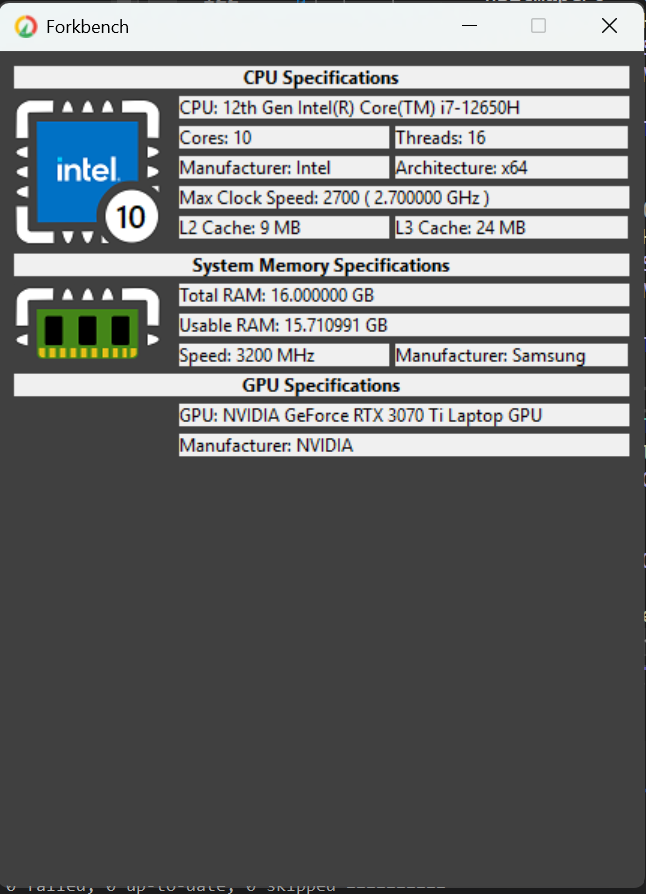 Forkbench
CPU Specifications
intel.
10
CPU: 12th Gen Intel(R) Core(TM) i7-12650H
Cores: 10 Threads: 16
Manufacturer: Intel Architecture: x64
Max Clock Speed: 2700 ( 2.700000 GHz )
L2 Cache: 9 MB L3 Cache: 24 MB
System Memory Specifications
Total RAM: 16.000000 GB
Usable RAM: 15.710991 GB
Speed: 3200 MHz Manufacturer: Samsung
GPU Specifications
GPU: NVIDIA GeForce RTX 3070 Ti Laptop GPU
Manufacturer: NVIDIA
0 failed, 0 up-to-date, 0 skipped ==========